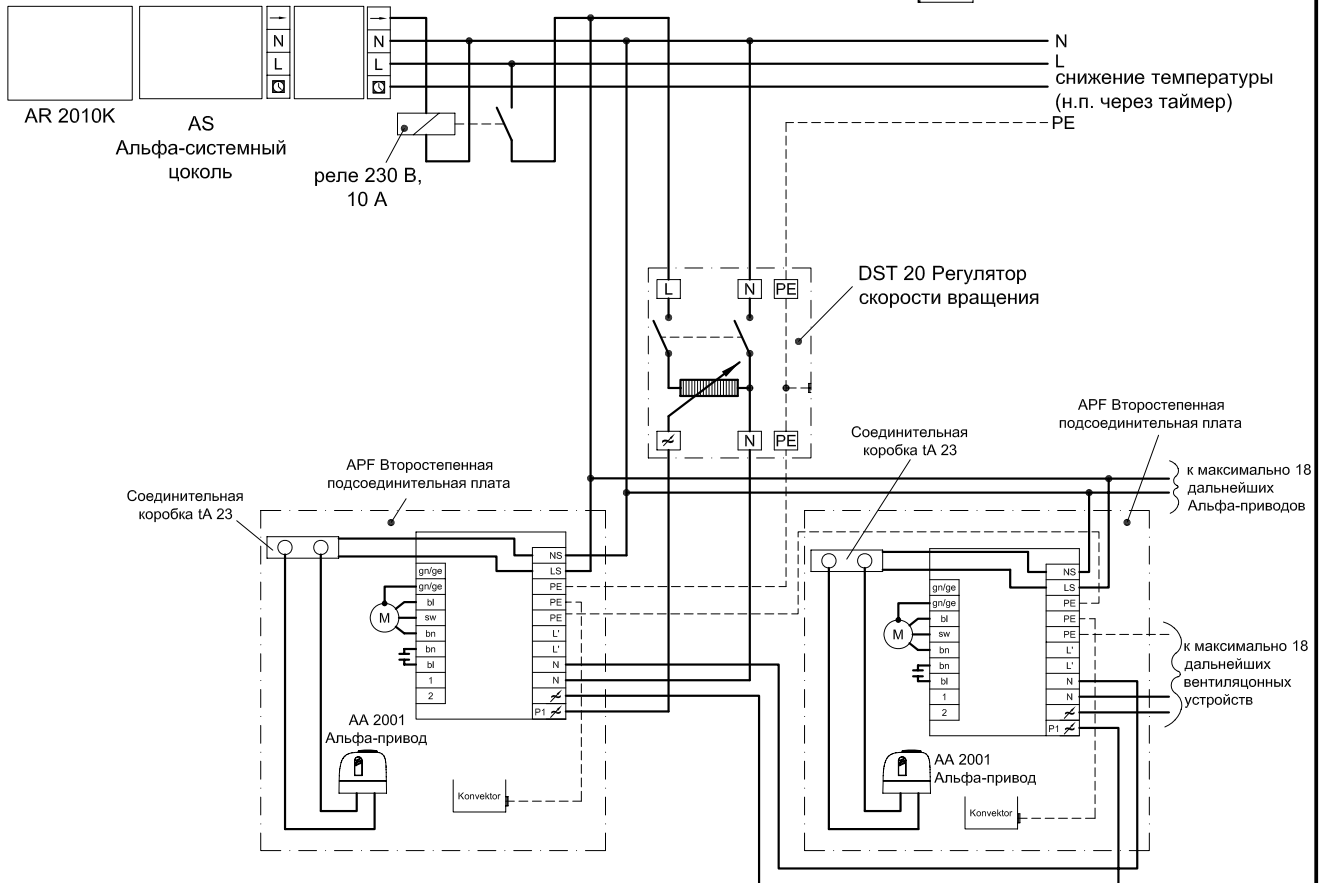 N
L
N
L
AR 2010K
AS
Альфа-системный
цоколь
реле 230 В,
10 А
N
L
снижение температуры
(н.п. через таймер)
PE
L
N
PE
DST 20 Регулятор
скорости вращения
N
PE
APF Второстепенная
подсоединительная плата
Соединительная
коробка tA 23
M
gn/ge
gn/ge
bl
sw
bn
bn
bl
1
2
NS
LS
PE
PE
PE
L'
L'
N
N
P1
AA 2001
Альфа-привод
Konvektor
APF Второстепенная
подсоединительная плата
Соединительная
коробка tA 23
к максимально 18
дальнейших
Альфа-приводов
M
gn/ge
gn/ge
bl
sw
bn
bn
bl
1
2
NS
LS
PE
PE
PE
L'
L'
N
N
P1
к максимально 18
дальнейших
вентиляцонных
устройств
AA 2001
Альфа-привод
Konvektor